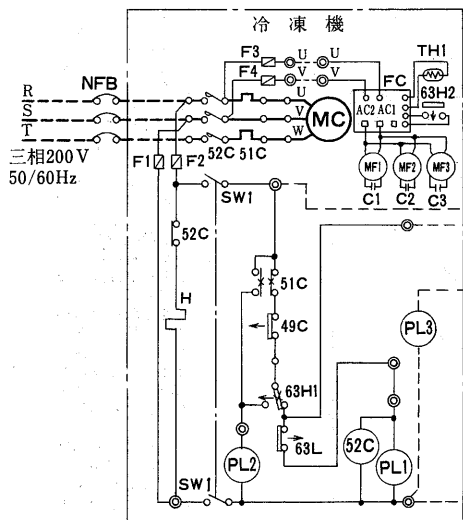 冷凍機
F3 U U
F4 V V
TH1
FC
63H2
NFB
R
S
T
U
V
W
MC
AC2 AC1
三相200V
50/60Hz
F1 F2
52C 51C
MF1 MF2 MF3
C1 C2 C3
SW1
52C
51C
H
49C
63H1
PL3
63L
PL2
52C
PL1
SW1